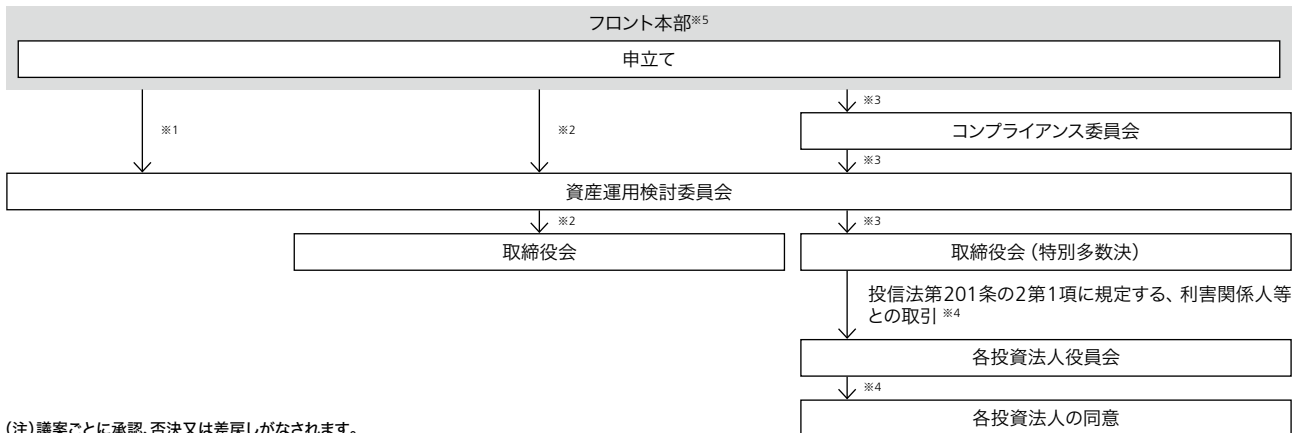 フロント本部※5
申立て
※3
※1
※2
コンプライアンス委員会
※3
資産運用検討委員会
※2
※3
取締役会
取締役会（特別多数決）
投信法第201条の2第1項に規定する、利害関係人等
との取引 ※4
各投資法人役員会
※4
各投資法人の同意
（注）議案ごとに承認、否決又は差戻しがなされます。